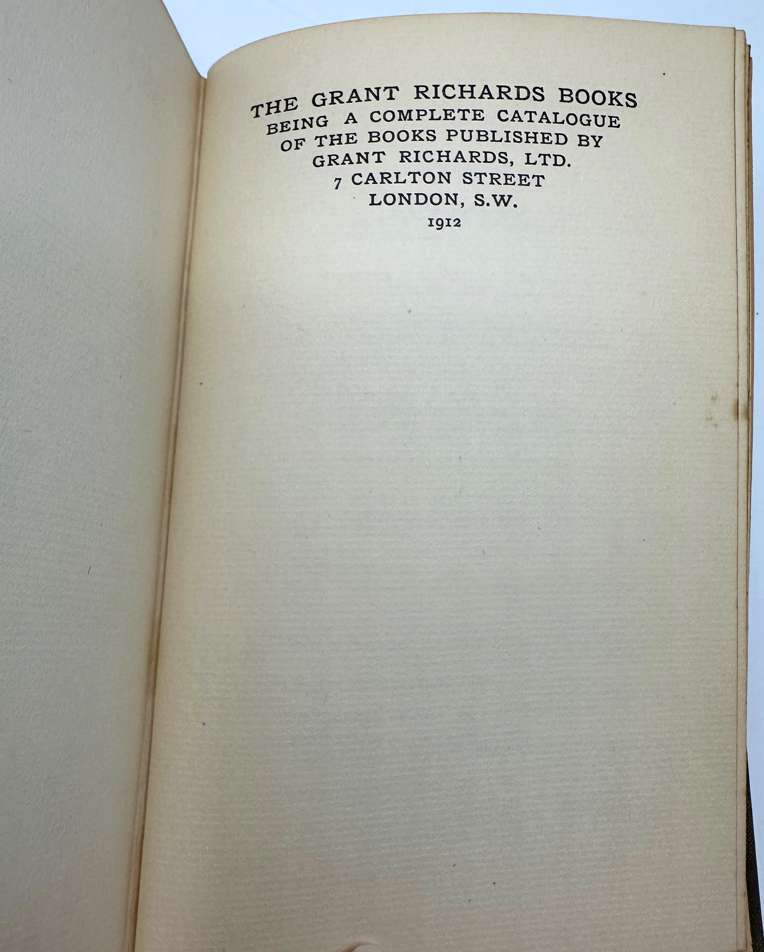 THE GRANT RICHARDS BOOKS
BEING A COMPLETE CATALOGUE
OF THE BOOKS PUBLISHED BY
GRANT RICHARDS, LTD.
7 CARLTON STREET
LONDON, S.W.
1912